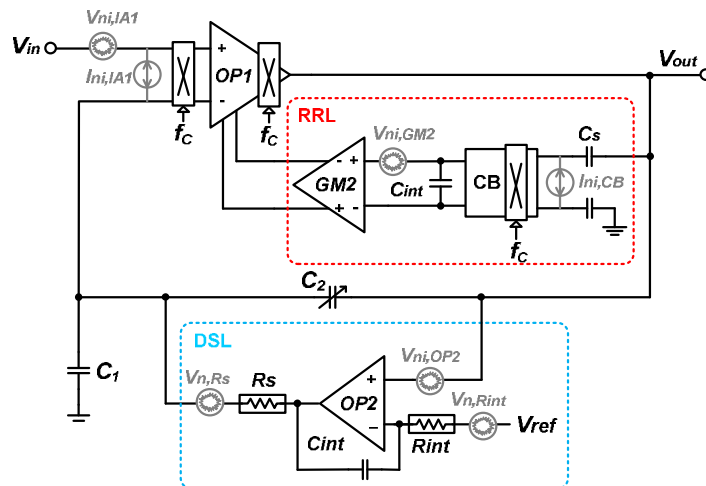 Vni,IA1
Vin
Ini,IA1
+
-
OP1
fC
fC
Vout
RRL
Vni,GM2
Cs
- +
GM2
+ -
Cint
CB
Ini,CB
fC
C2
DSL
C1
Vn,Rs
Rs
Vni,OP2
+
OP2
−
Cint
Rint
Vn,Rint
Vref